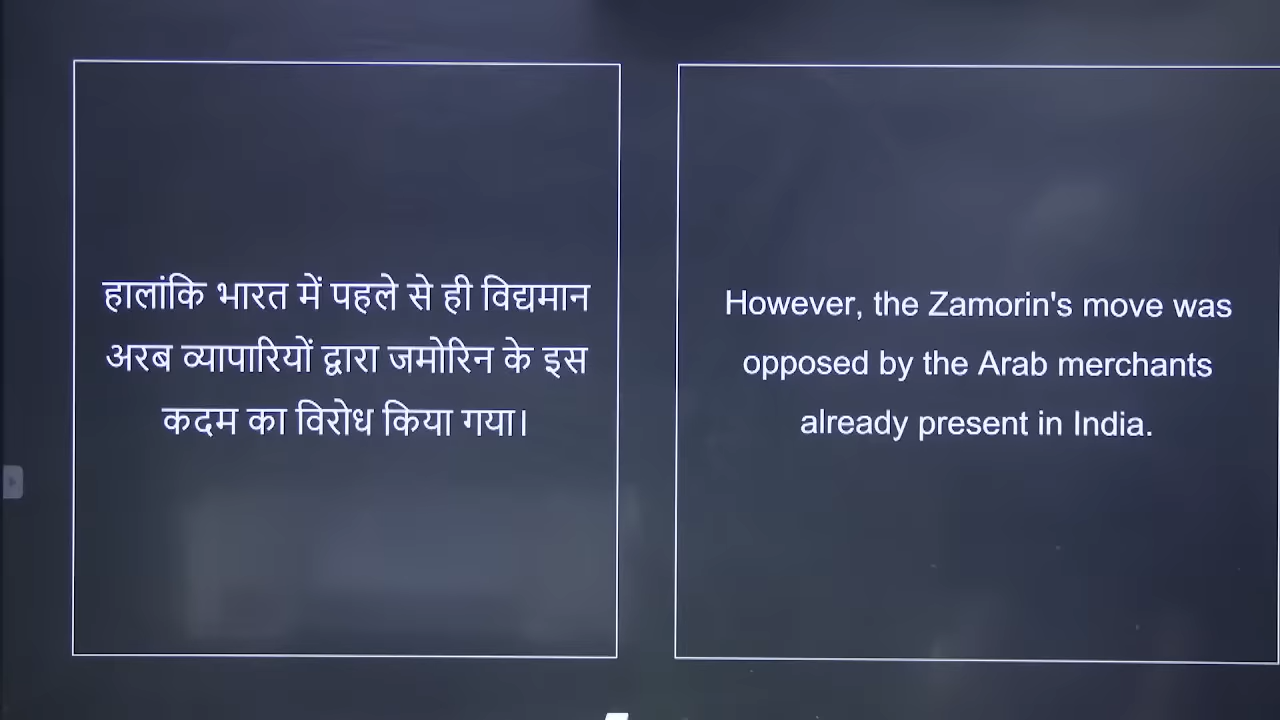 हालांकि भारत में पहले से ही विद्यमान
अरब व्यापारियों द्वारा जमोरिन के इस
कदम का विरोध किया गया।
However, the Zamorin's move was
opposed by the Arab merchants
already present in India.